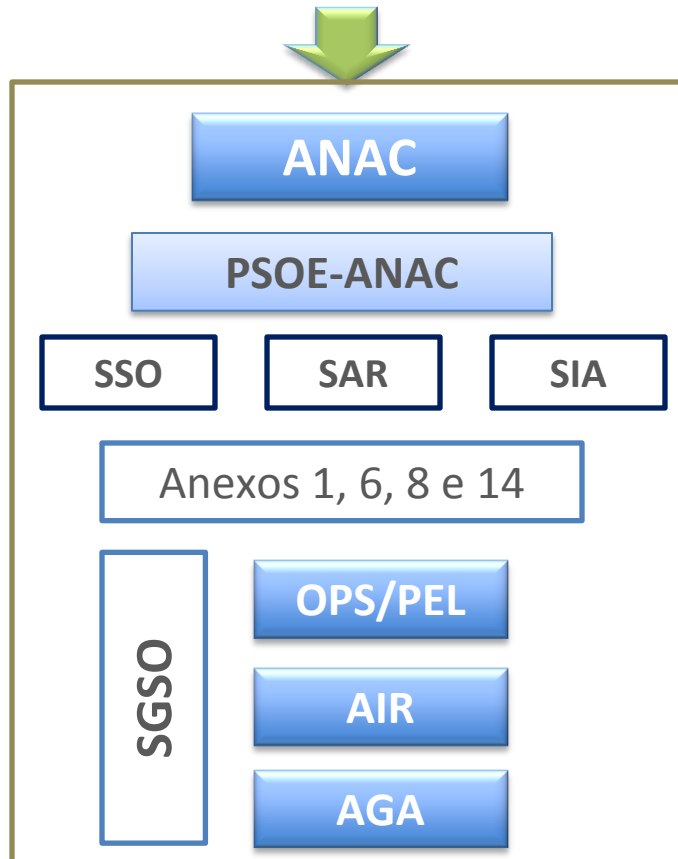 ANAC
PSOE-ANAC
SSO
SAR
SIA
Anexos 1, 6, 8 e 14
SGSO
OPS/PEL
AIR
AGA